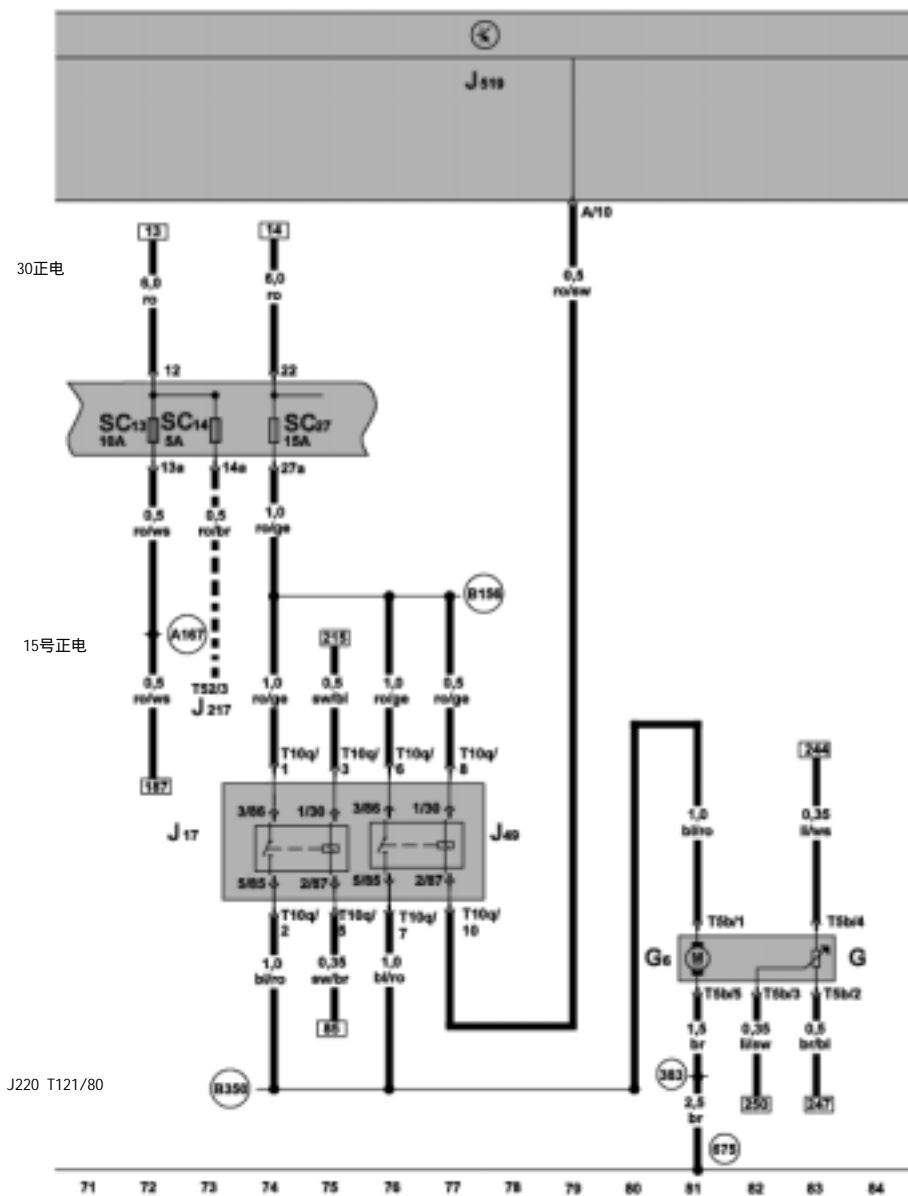 J519
A/10
13
14
30正电
6,0
ro
6,0
ro
0,5
ro/sw
12
22
SC13
10A
SC14
5A
SC27
15A
13a
14a
27a
0,5
ro/ws
0,5
ro/br
1,0
ro/ge
B156
A167
15号正电
215
0,5
ro/ws
T52/3
J217
1,0
ro/ge
0,5
sw/bl
1,0
ro/ge
0,5
ro/ge
244
187
T10q/
1
T10q/
3
T10q/
6
T10q/
8
3/86
1/30
3/86
1/30
J17
J49
5/85
2/87
5/85
2/87
1,0
bl/ro
0,35
li/ws
T10q/
2
T10q/
5
T10q/
7
T10q/
10
T5b/1
T5b/4
1,0
bl/ro
0,35
sw/br
1,0
bl/ro
G6
M
G
T5b/5
T5b/3
T5b/2
85
1,5
br
0,35
li/sw
0,5
br/bl
J220 T121/80
B350
383
250
247
2,5
br
675
71 72 73 74 75 76 77 78 79 80 81 82 83 84